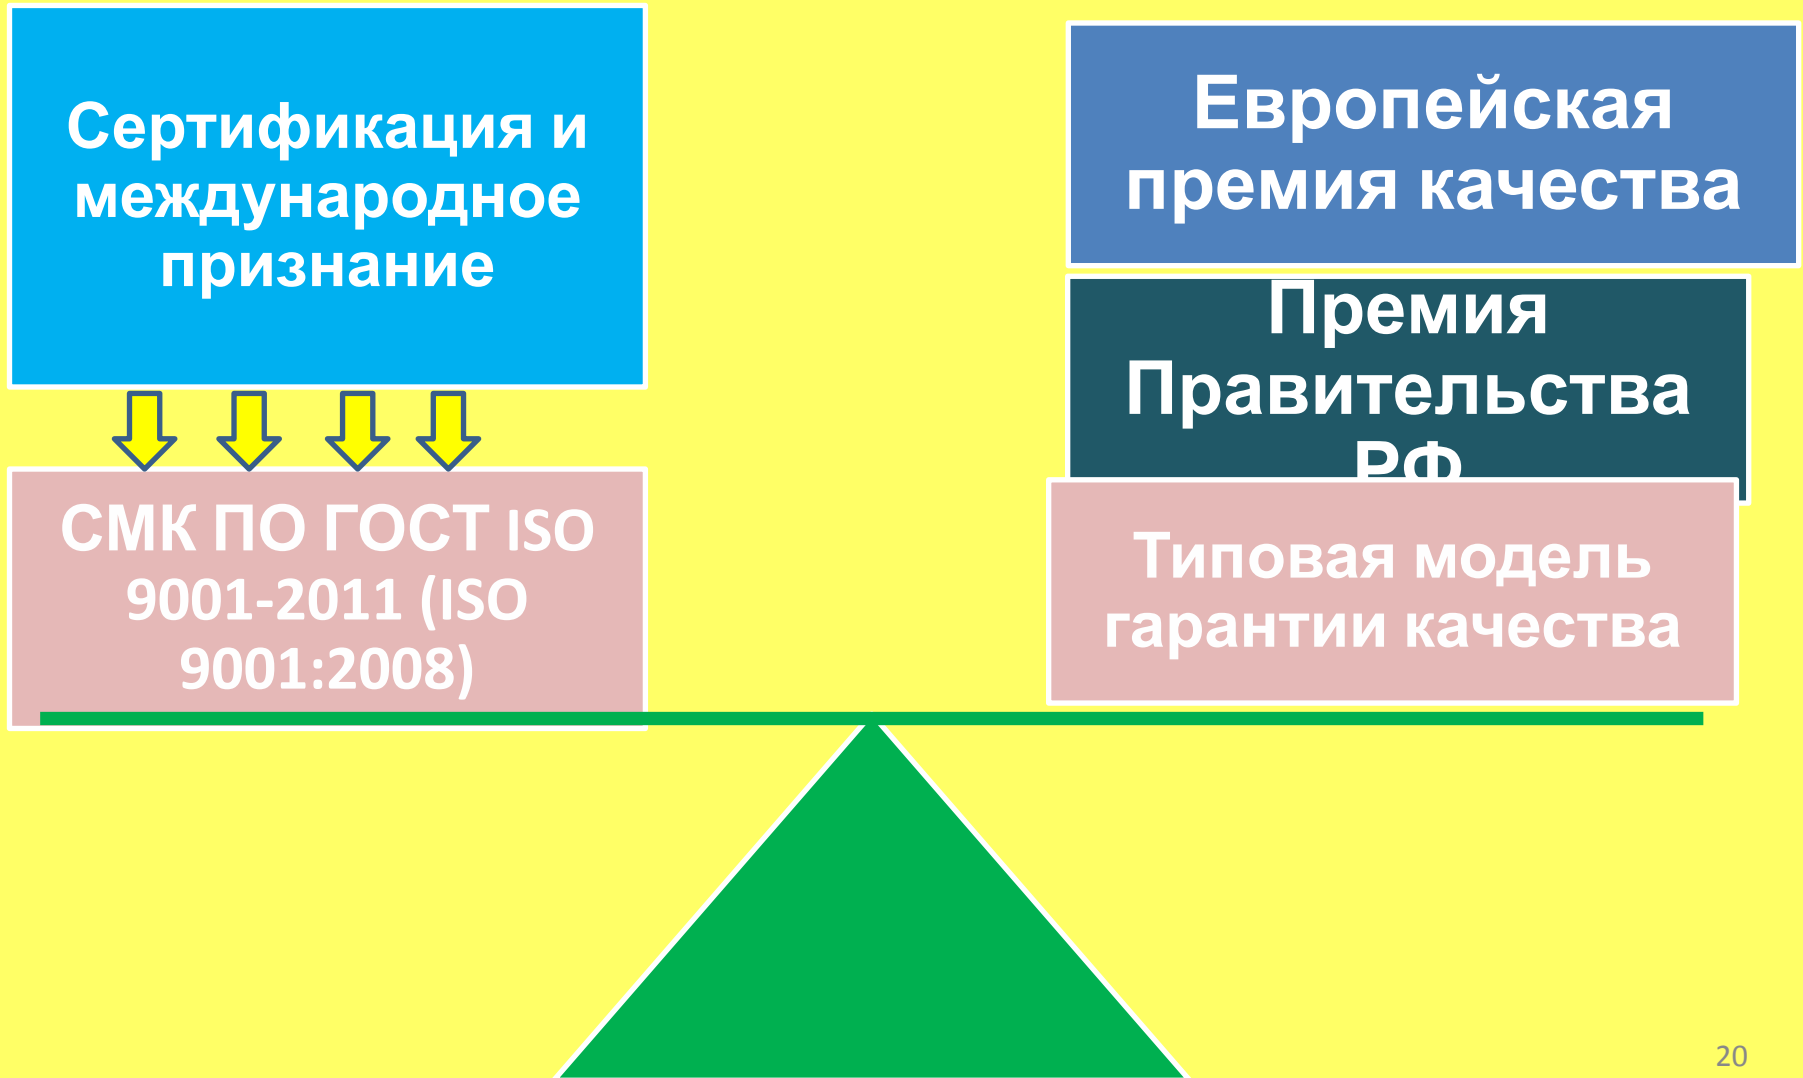 Сертификация и
международное
признание
СМК ПО ГОСТ ISO
9001-2011 (ISO
9001:2008)
Европейская
премия качества
Премия
Правительства
РФ
Типовая модель
гарантии качества
20